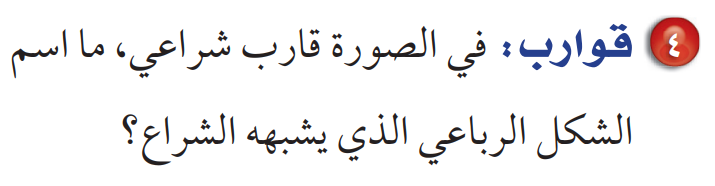 ٤ قوارب: في الصورة قارب شراعي، ما اسم
الشكل الرباعي الذي يشبهه الشراع؟